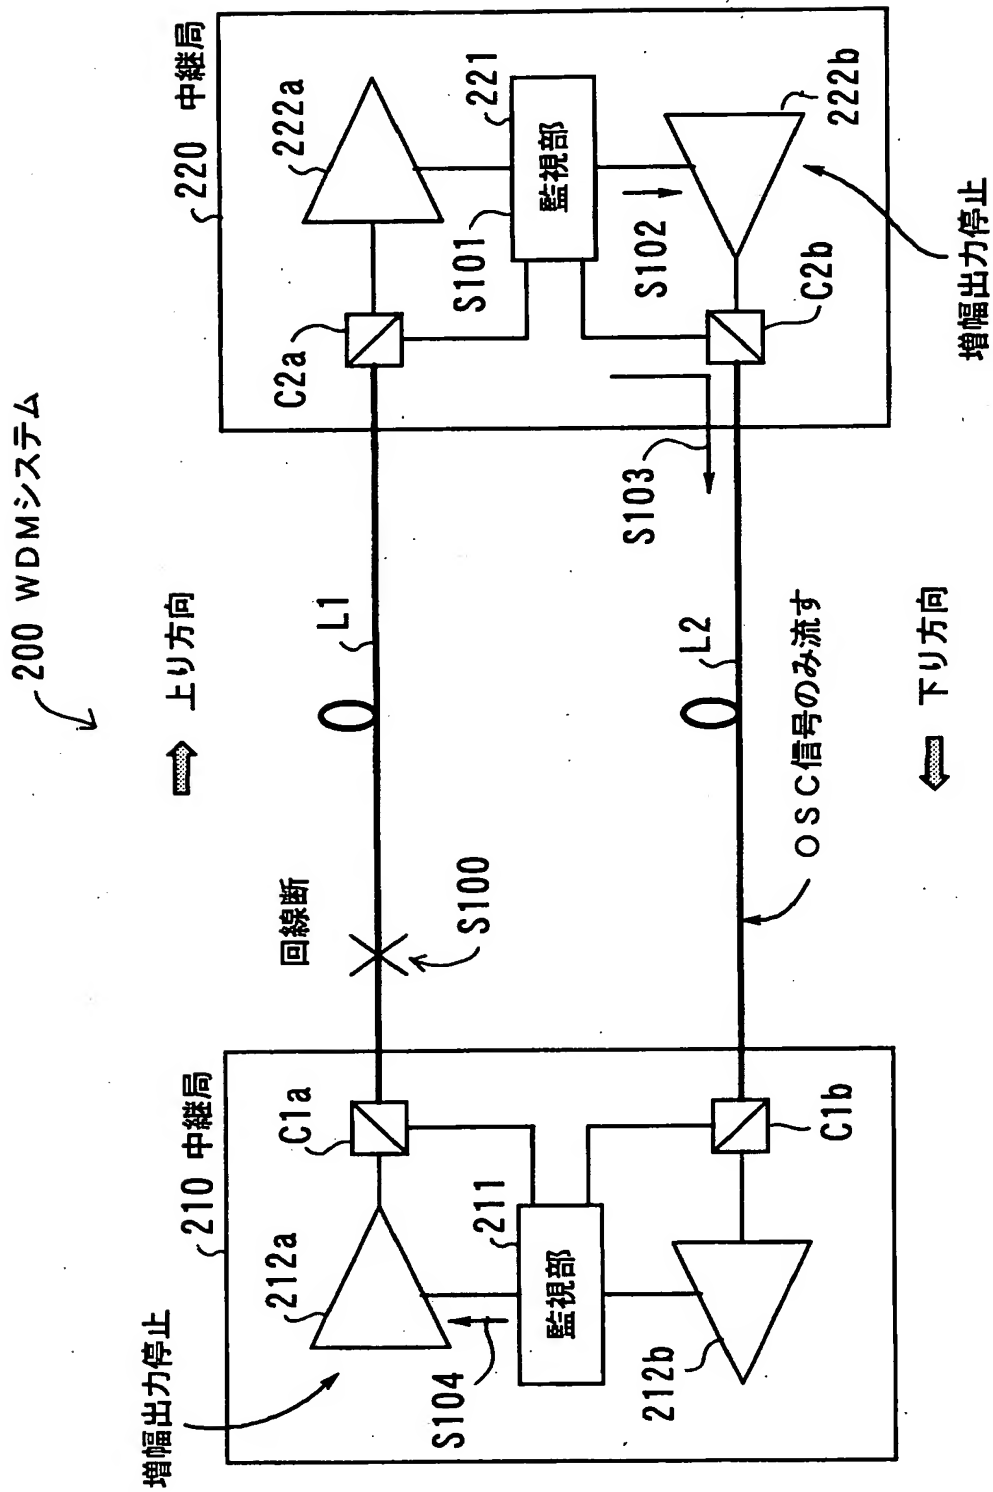 200 WDMシステム
上り方向
下り方向
210 中継局
220 中継局
増幅出力停止
212a
C1a
回線断
S100
L1
C2a
222a
S104
211
監視部
S101
221
監視部
S102
S103
212b
C1b
L2
OSC信号のみ流す
C2b
222b
増幅出力停止